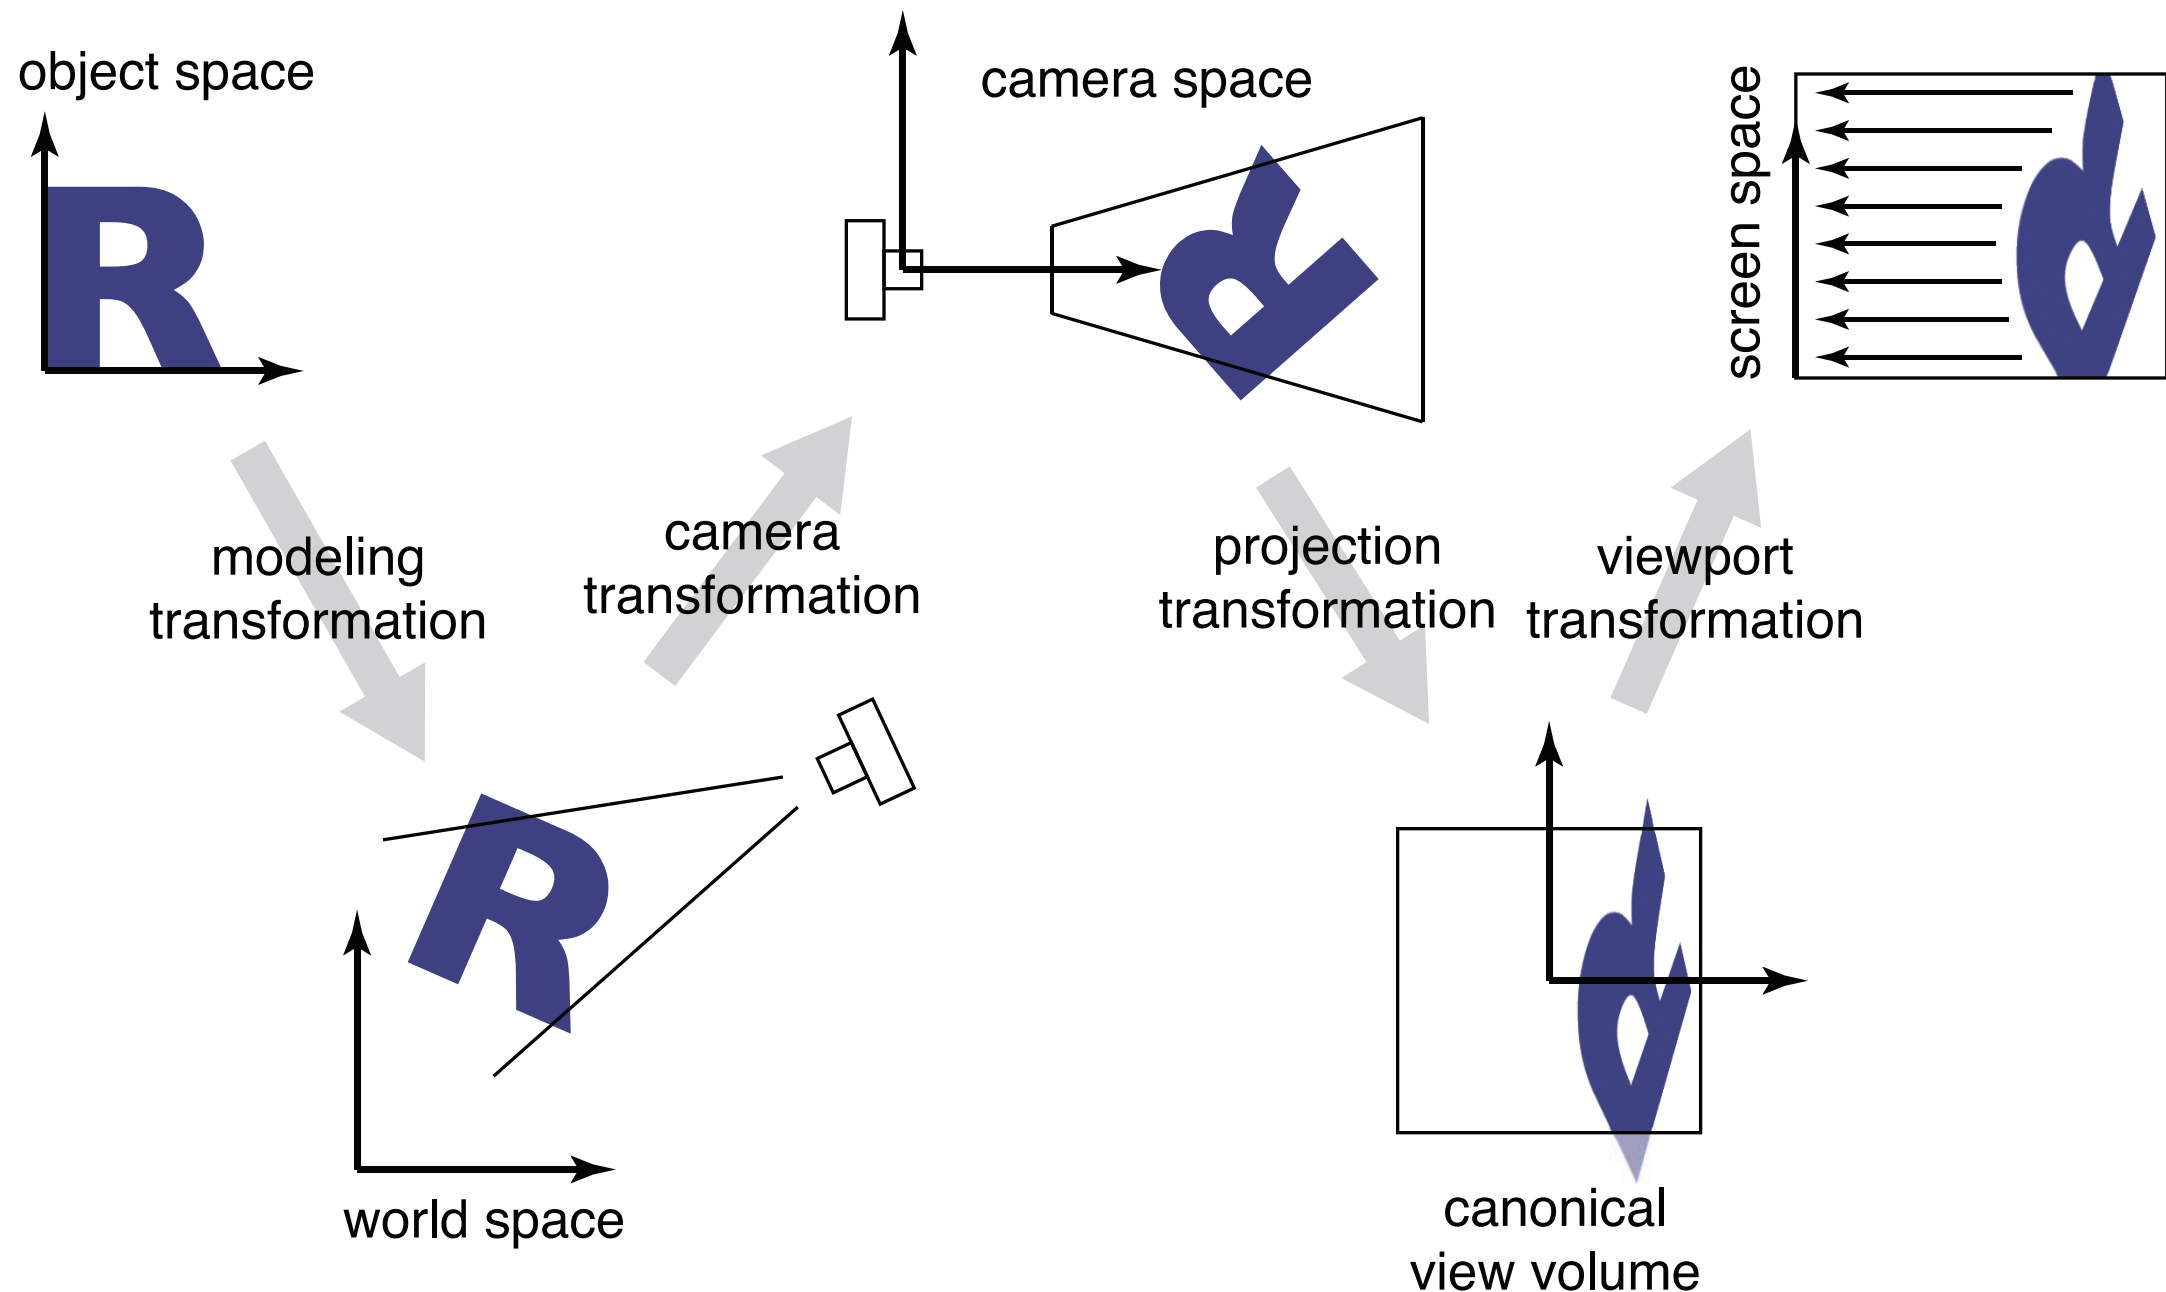 object space
camera space
screen space
R
R
R
modeling
transformation
camera
transformation
projection
transformation
viewport
transformation
R
R
world space
canonical
view volume